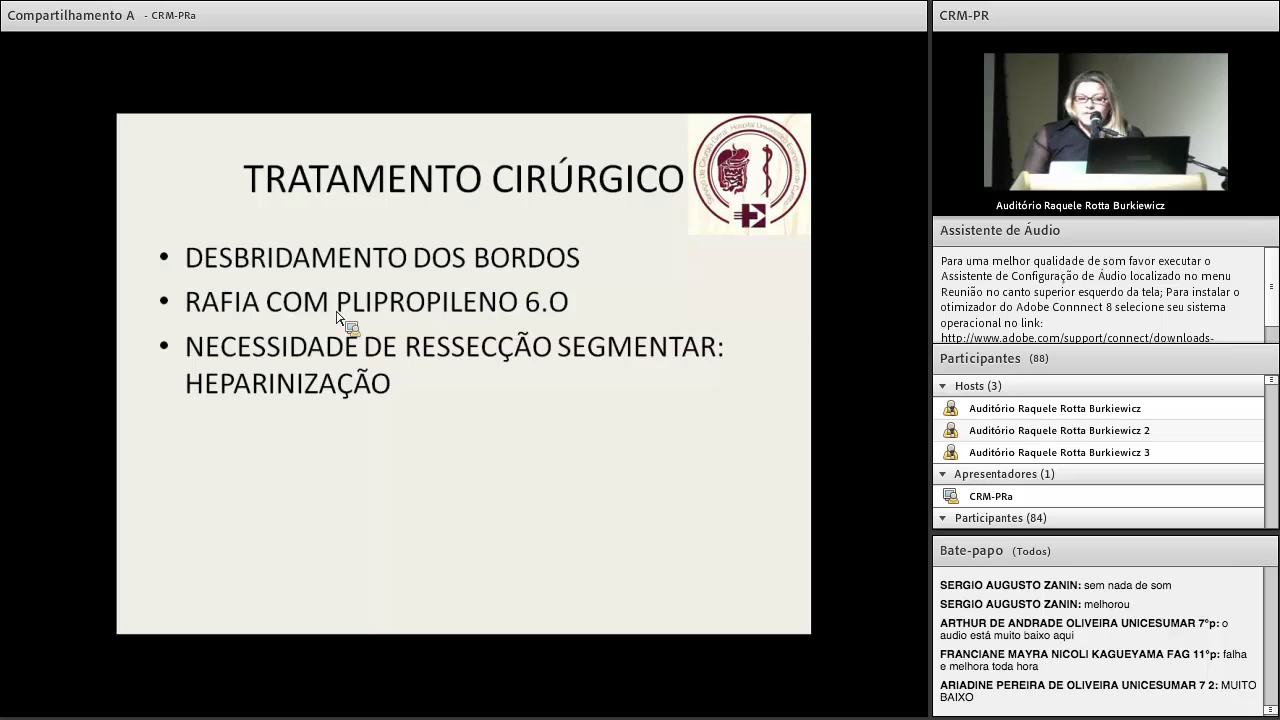 Compartilhamento A - CRM-PRa
TRATAMENTO CIRÚRGICO
• DESBRIDAMENTO DOS BORDOS
• RAFIA COM PLIPROPILENO 6.O
• NECESSIDADE DE RESSECÇÃO SEGMENTAR:
HEPARINIZAÇÃO
CRM-PR
Auditório Raquele Rotta Burkiewicz
Assistente de Áudio
Para uma melhor qualidade de som favor executar o
Assistente de Configuração de Áudio localizado no menu
Reunião no canto superior esquerdo da tela; Para instalar o
otimizador do Adobe Connnect 8 selecione seu sistema
operacional no link:
http://www.adobe.com/support/connect/downloads-
Participantes (88)
Hosts (3)
Auditório Raquele Rotta Burkiewicz
Auditório Raquele Rotta Burkiewicz 2
Auditório Raquele Rotta Burkiewicz 3
Apresentadores (1)
CRM-PRa
Participantes (84)
Bate-papo (Todos)
SERGIO AUGUSTO ZANIN: sem nada de som
SERGIO AUGUSTO ZANIN: melhorou
ARTHUR DE ANDRADE OLIVEIRA UNICESUMAR 7°p: o
audio está muito baixo aqui
FRANCIANE MAYRA NICOLI KAGUEYAMA FAG 11°p: falha
e melhora toda hora
ARIADINE PEREIRA DE OLIVEIRA UNICESUMAR 7 2: MUITO
BAIXO